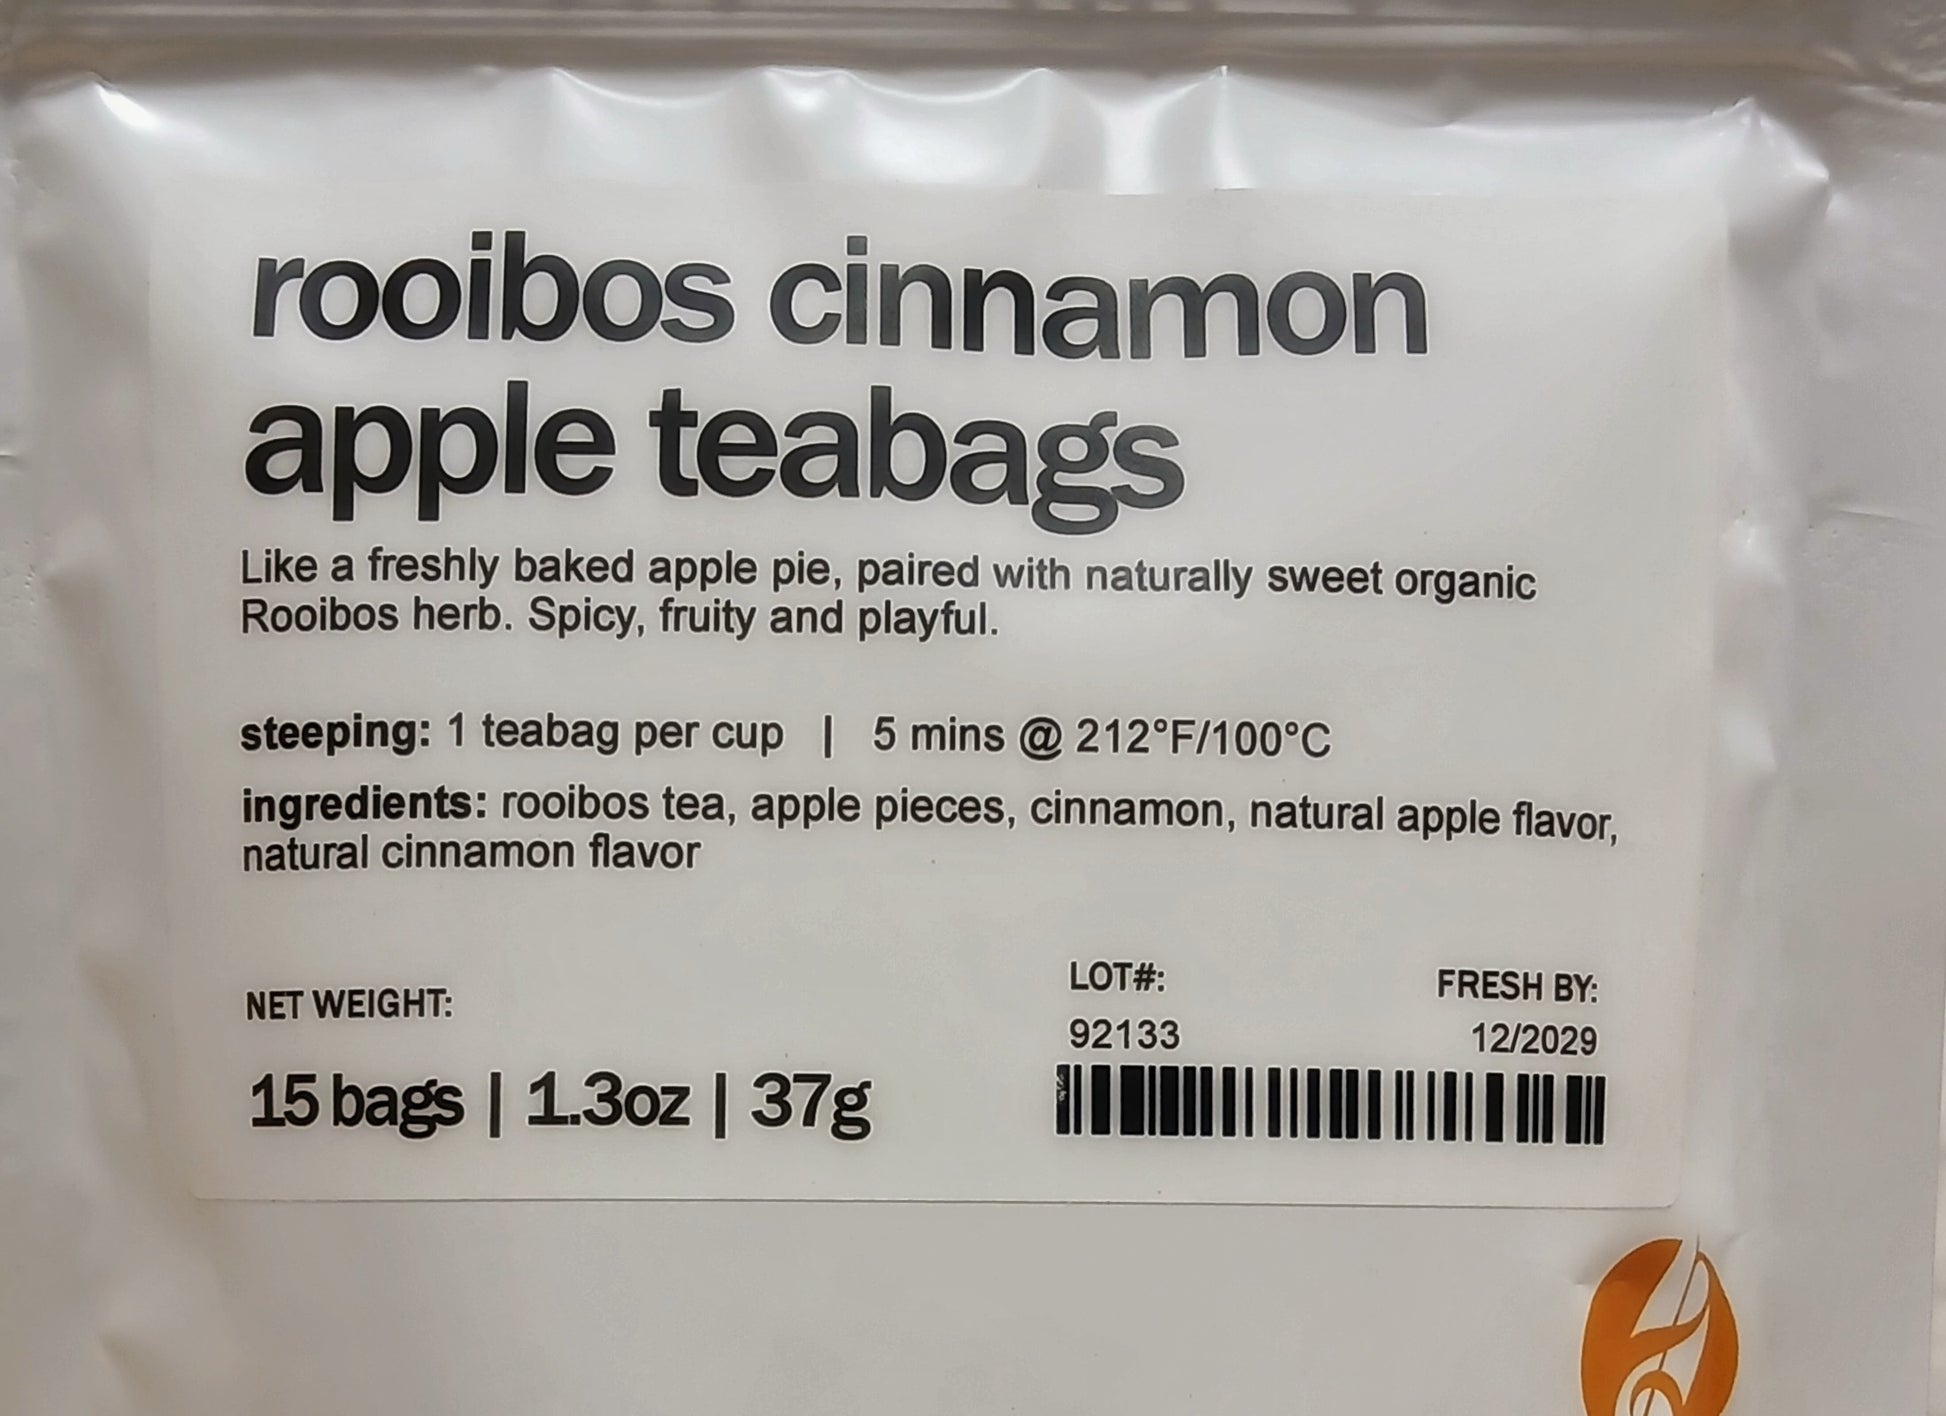 rooibos cinnamon
apple teabags
Like a freshly baked apple pie, paired with naturally sweet organic
Rooibos herb. Spicy, fruity and playful.
steeping: 1 teabag per cup | 5 mins @ 212°F/100°C
ingredients: rooibos tea, apple pieces, cinnamon, natural apple flavor,
natural cinnamon flavor
NET WEIGHT:
15 bags | 1.3oz | 37g
LOT#:
92133
FRESH BY:
12/2029